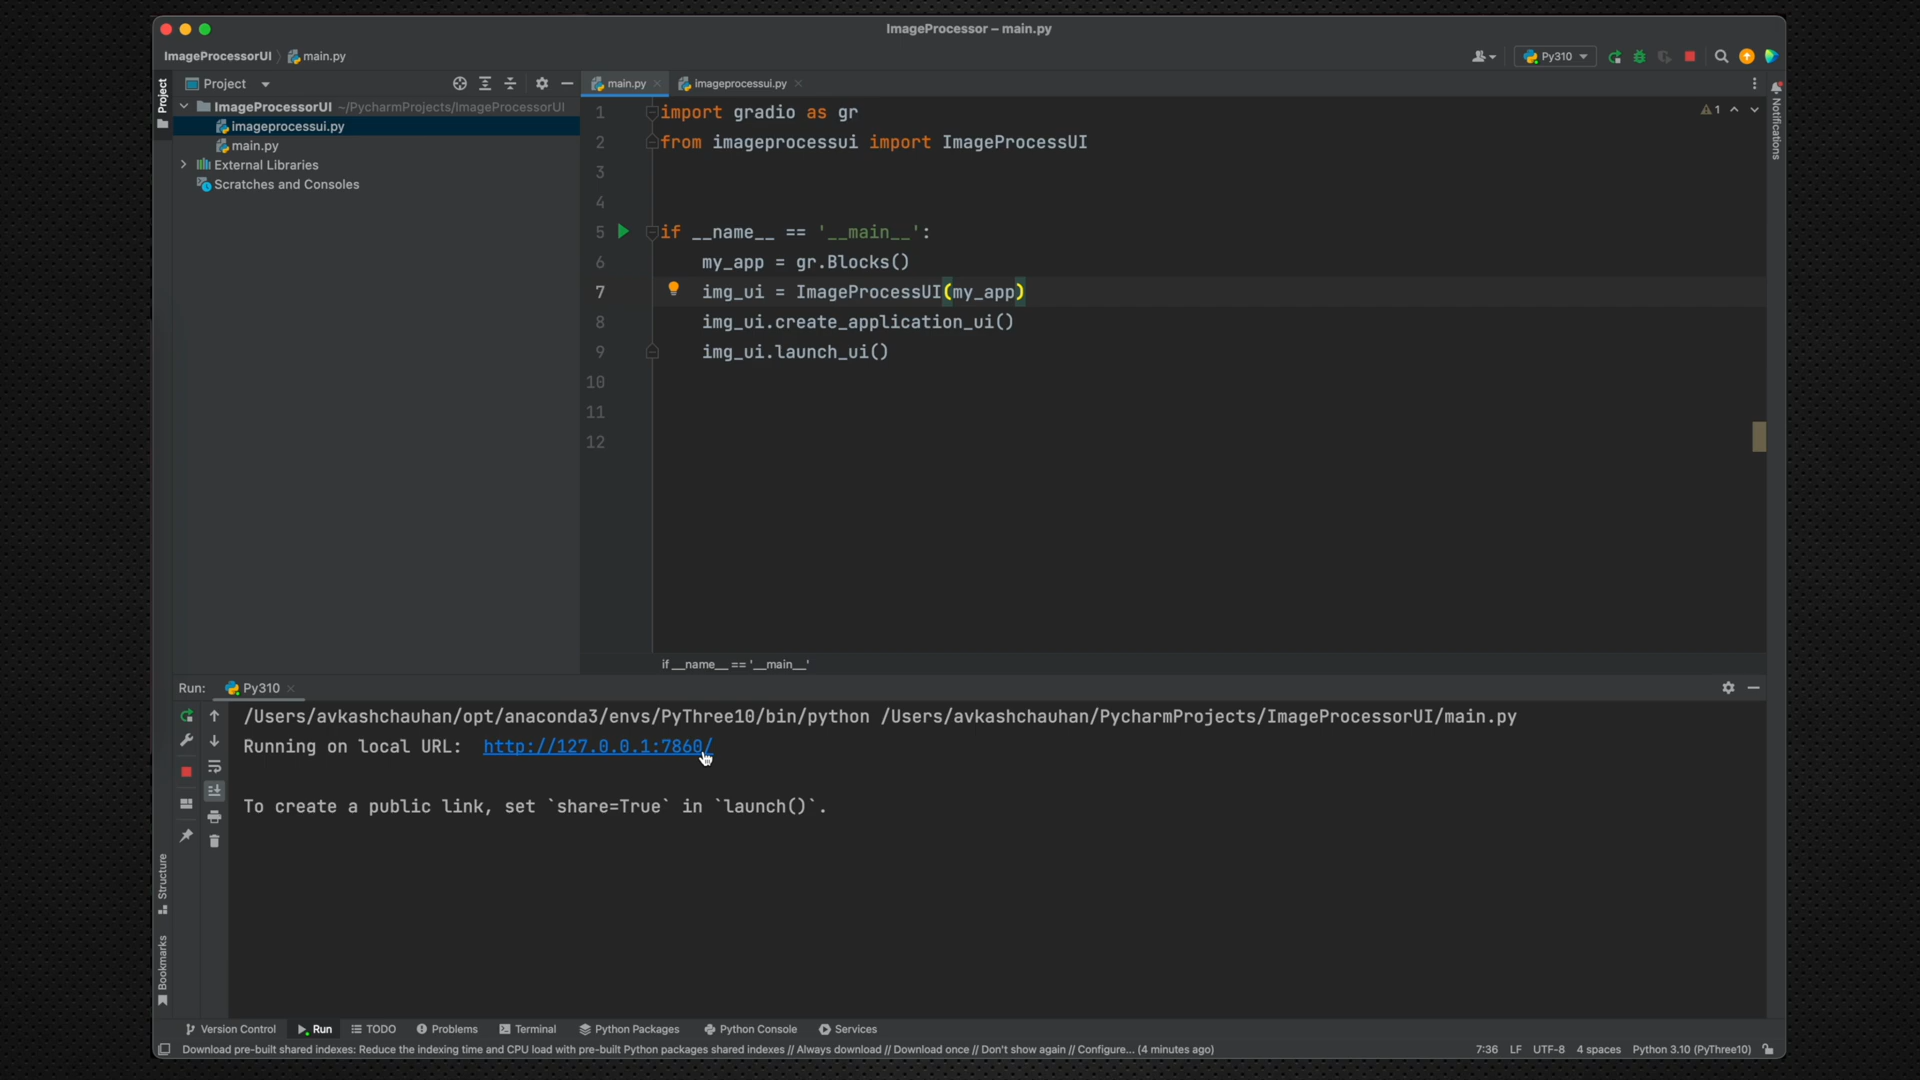 ImageProcessor – main.py
ImageProcessorUI main.py
Py310
Project
Project
main.py
imageprocessui.py
ImageProcessorUI ~/PycharmProjects/ImageProcessorUI
imageprocessui.py
main.py
External Libraries
Scratches and Consoles
Notifications
1
1 import gradio as gr
2 from imageprocessui import ImageProcessUI
3
4
5 if __name__ == '__main__':
6 my_app = gr.Blocks()
7 img_ui = ImageProcessUI(my_app)
8 img_ui.create_application_ui()
9 img_ui.launch_ui()
10
11
12
if __name__ == '__main__'
Run: Py310
/Users/avkashchauhan/opt/anaconda3/envs/PyThree10/bin/python /Users/avkashchauhan/PycharmProjects/ImageProcessorUI/main.py
Running on local URL: http://127.0.0.1:7860/
To create a public link, set `share=True` in `launch()`.
Structure
Bookmarks
Version Control Run TODO Problems Terminal Python Packages Python Console Services
Download pre-built shared indexes: Reduce the indexing time and CPU load with pre-built Python packages shared indexes // Always download // Download once // Don't show again // Configure... (4 minutes ago)
7:36 LF UTF-8 4 spaces Python 3.10 (PyThree10)